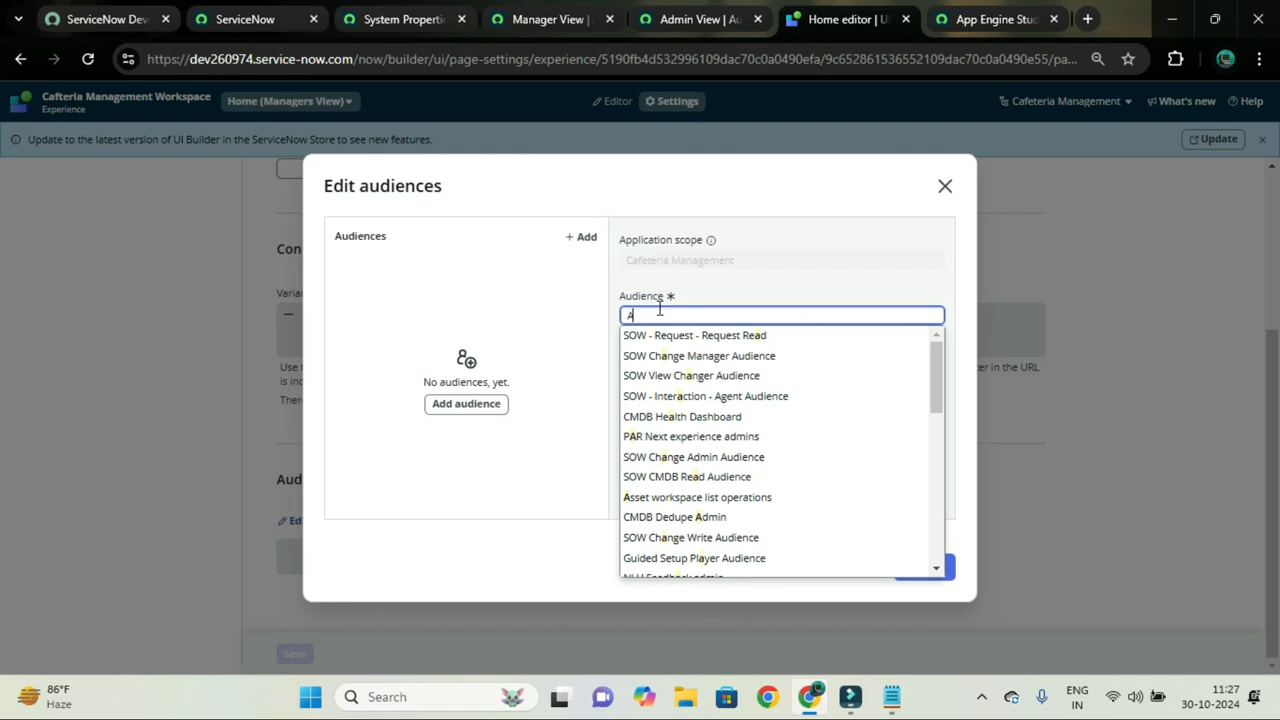 ServiceNow Dev
ServiceNow
System Properti
Manager View |
Admin View | Au
Home editor | U
App Engine Stud
https://dev260974.service-now.com/now/builder/ui/page-settings/experience/5190fb4d532996109dac70c0a0490efa/9c652861536552109dac70c0a0490e55/pa...
Cafteria Management Workspace
Experience
Home (Managers View)
Editor
Settings
Cafeteria Management
What's new
Help
Update to the latest version of UI Builder in the ServiceNow Store to see new features.
Update
Edit audiences
Audiences
+ Add
Application scope
Cafeteria Management
Audience *
A
SOW - Request - Request Read
SOW Change Manager Audience
SOW View Changer Audience
SOW - Interaction - Agent Audience
CMDB Health Dashboard
PAR Next experience admins
SOW Change Admin Audience
SOW CMDB Read Audience
Asset workspace list operations
CMDB Dedupe Admin
SOW Change Write Audience
Guided Setup Player Audience
No audiences, yet.
Add audience
Con
Varian
Use t
is inc
Ther
ter in the URL
Aud
Ed
Save
86°F
Haze
Search
ENG
IN
11:27
30-10-2024